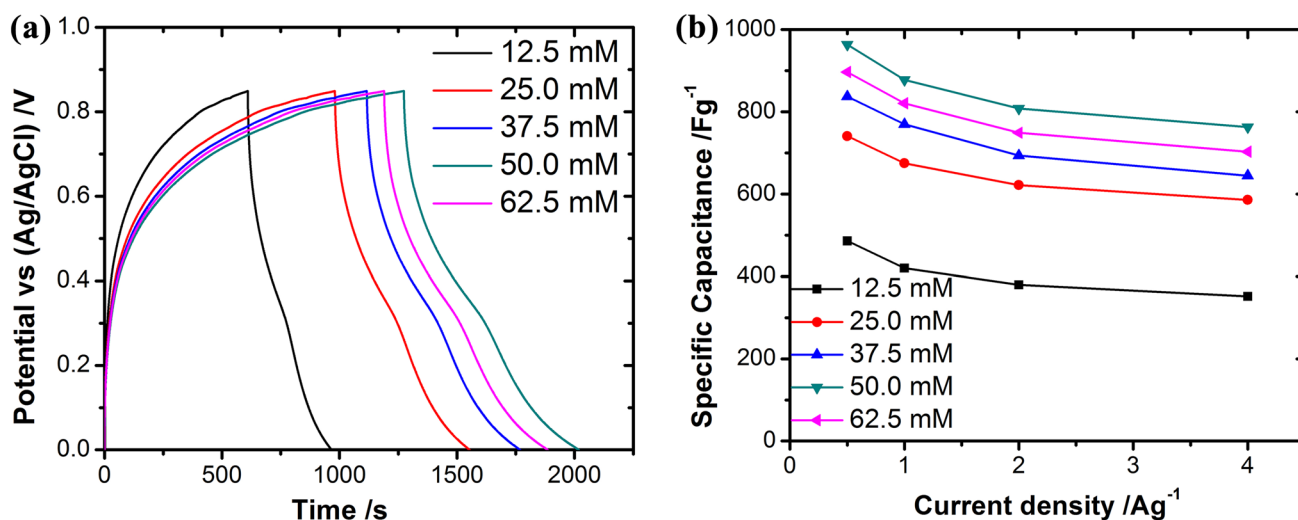 (a)
1.0
0.8
0.6
0.4
0.2
0.0
Potential vs (Ag/AgCl) /V
12.5 mM
25.0 mM
37.5 mM
50.0 mM
62.5 mM
0 500 1000 1500 2000
Time /s
(b)
1000
800
600
400
200
0
Specific Capacitance /Fg⁻¹
12.5 mM
25.0 mM
37.5 mM
50.0 mM
62.5 mM
0 1 2 3 4
Current density /Ag⁻¹